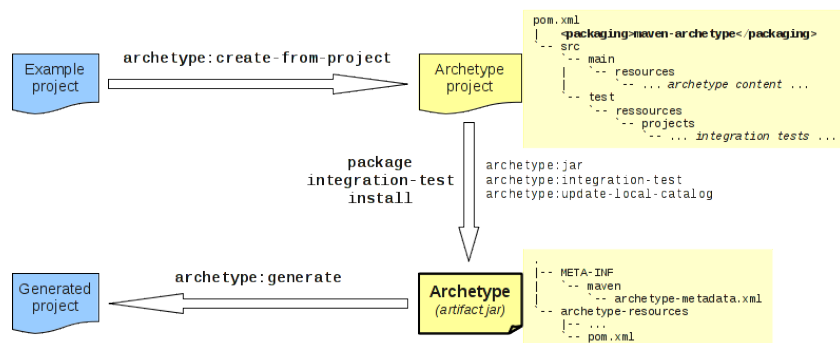 archetype:create-from-project
Example
project
Archetype
project
pom.xml
|   <packaging>maven-archetype</packaging>
`-- src
    `-- main
    |   `-- resources
    |       `-- ... archetype content ...
    `-- test
        `-- ressources
            `-- projects
                `-- ... integration tests ...
package
integration-test
install
archetype:jar
archetype:integration-test
archetype:update-local-catalog
archetype:generate
Generated
project
Archetype
(artifact jar)
.
|-- META-INF
|   `-- maven
|       `-- archetype-metadata.xml
`-- archetype-resources
    |-- ...
    `-- pom.xml